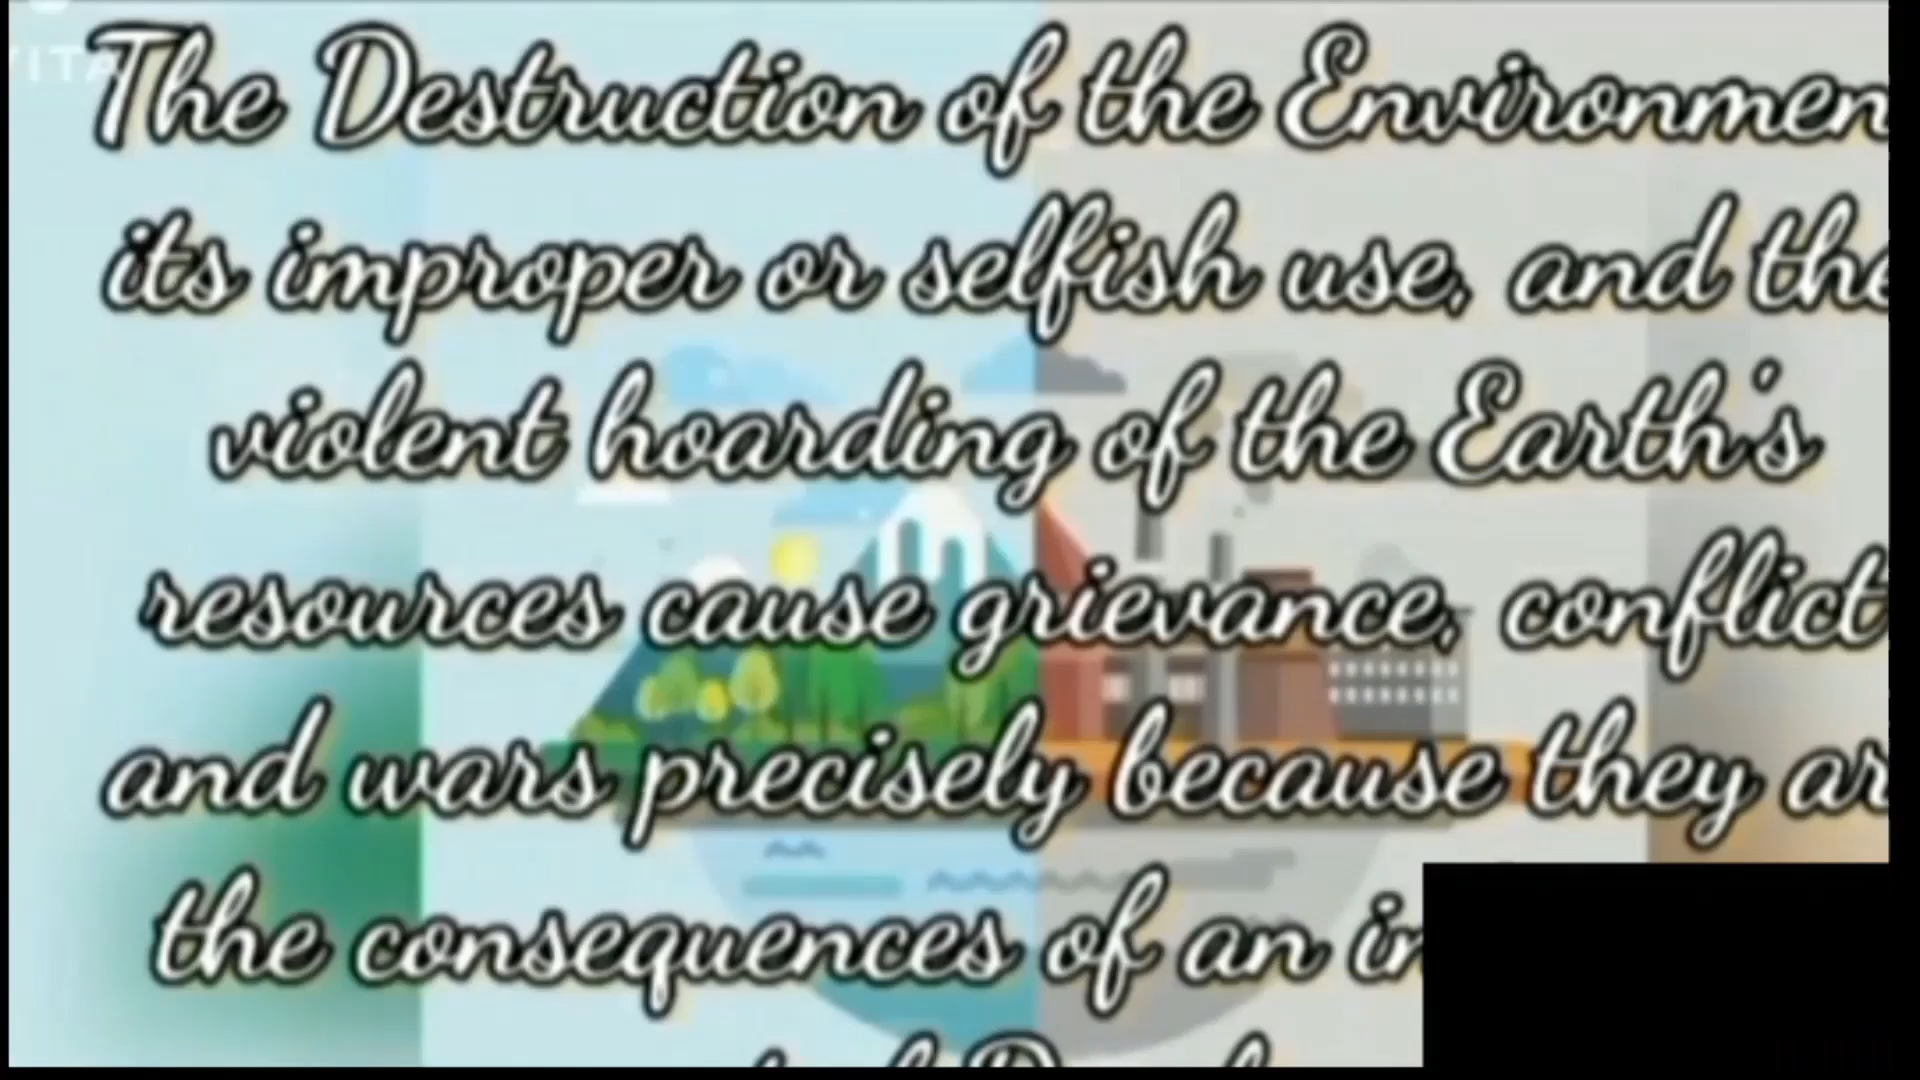 The Destruction of the Environmen
its improper or selfish use, and the
violent hoarding of the Earth's
resources cause grievance, conflict
and wars precisely because they ar
the consequences of an in